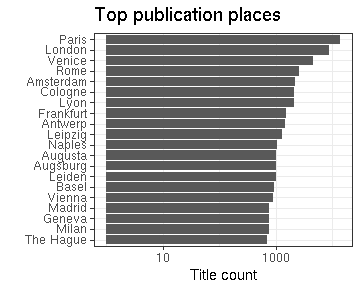 Top publication places
Paris
London
Venice
Rome
Amsterdam
Cologne
Lyon
Frankfurt
Antwerp
Leipzig
Naples
Augusta
Augsburg
Leiden
Basel
Vienna
Madrid
Geneva
Milan
The Hague
10 1000
Title count